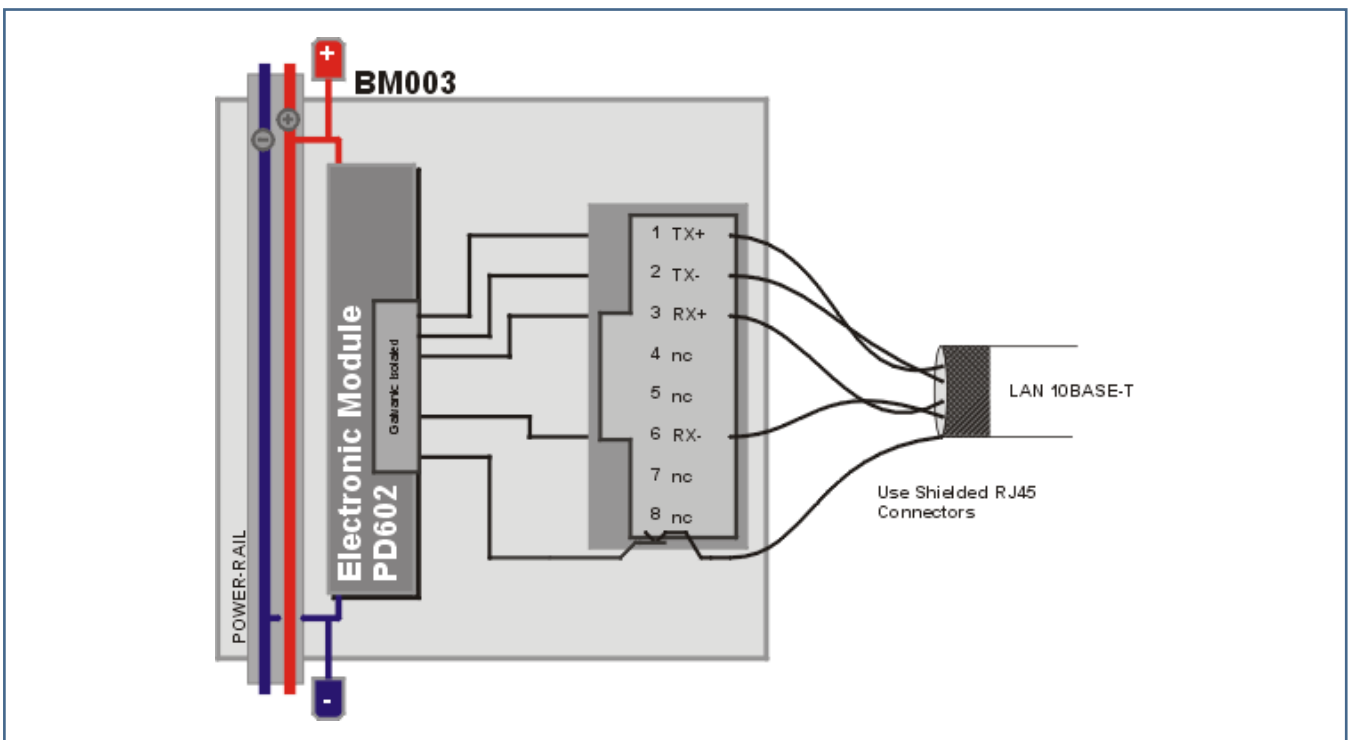 +
BM003
+
-
1 TX+
2 TX-
3 RX+
4 nc
5 nc
6 RX-
7 nc
8 nc
Galvanic Isolated
Electronic Module
PD602
LAN 10BASE-T
Use Shielded RJ45
Connectors
POWER-RAIL
-